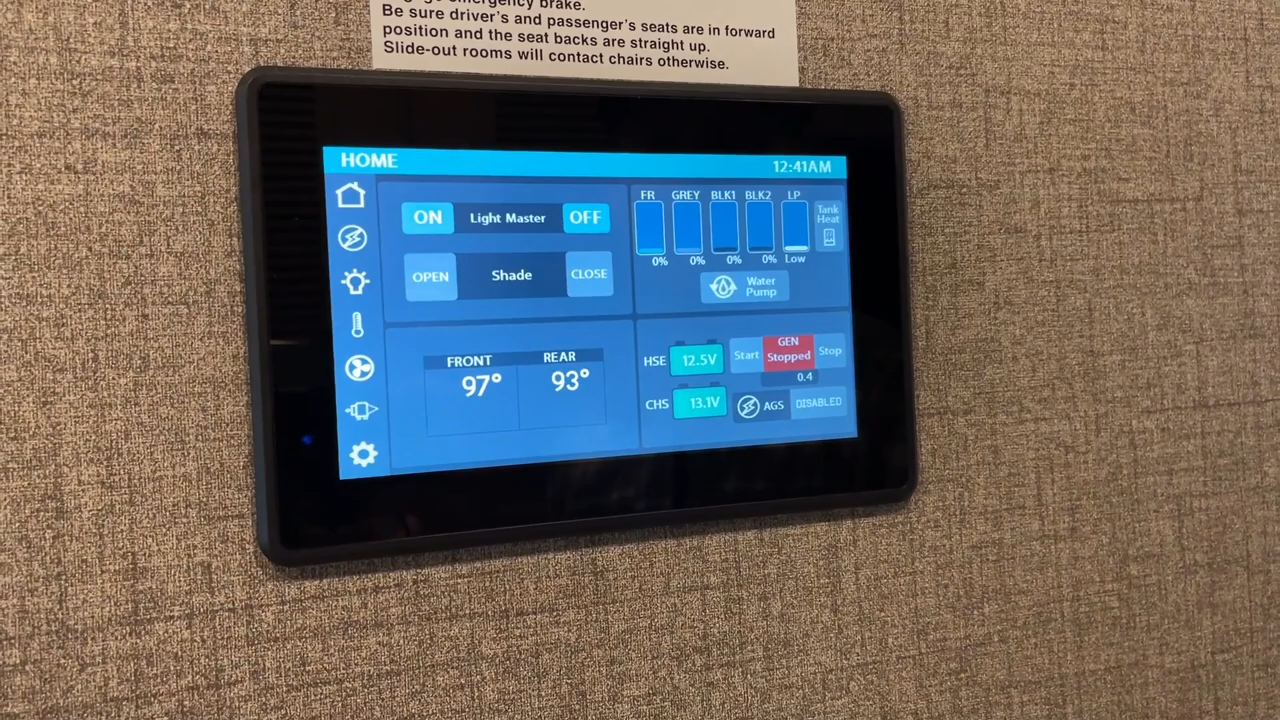 emergency brake.
Be sure driver's and passenger's seats are in forward
position and the seat backs are straight up.
Slide-out rooms will contact chairs otherwise.
HOME
12:41AM
ON Light Master OFF
OPEN Shade CLOSE
FR GREY BLK1 BLK2 LP
0% 0% 0% 0% Low
Tank
Heat
Water
Pump
FRONT REAR
97° 93°
HSE 12.5V
Start GEN Stopped Stop
0.4
CHS 13.1V
AGS DISABLED